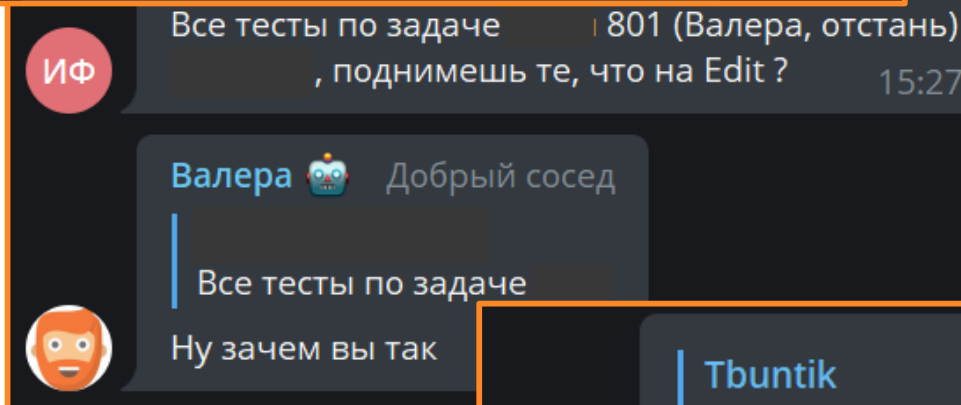 ИФ
Все тесты по задаче 801 (Валера, отстань)
, поднимешь те, что на Edit ?
15:27
Валера 🤖 Добрый сосед
Все тесты по задаче
Ну зачем вы так
Tbuntik